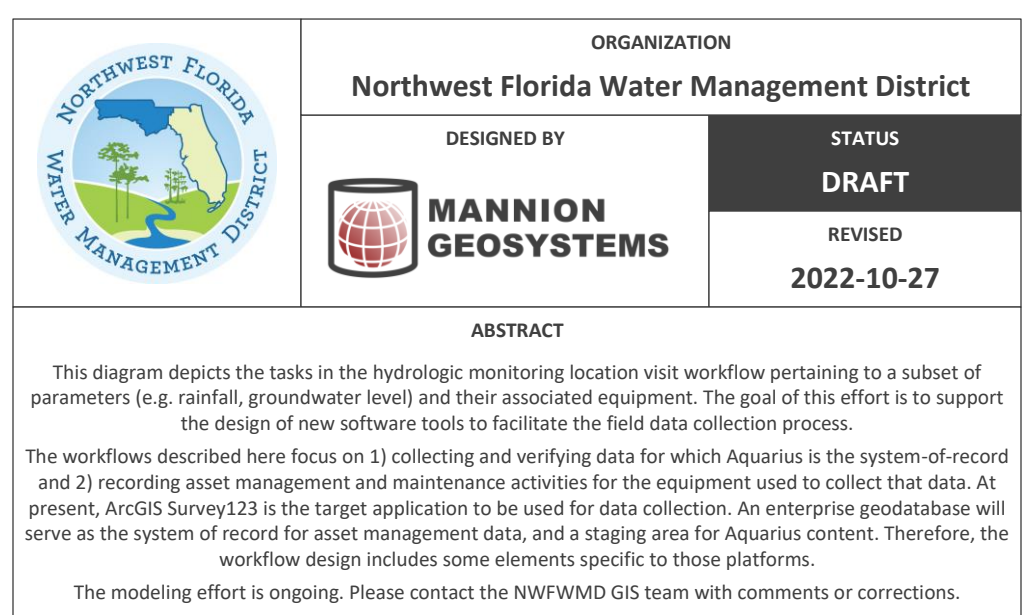 NORTHWEST FLORIDA
WATER MANAGEMENT DISTRICT
ORGANIZATION
Northwest Florida Water Management District
DESIGNED BY
MANNION
GEOSYSTEMS
STATUS
DRAFT
REVISED
2022-10-27
ABSTRACT
This diagram depicts the tasks in the hydrologic monitoring location visit workflow pertaining to a subset of
parameters (e.g. rainfall, groundwater level) and their associated equipment. The goal of this effort is to support
the design of new software tools to facilitate the field data collection process.
The workflows described here focus on 1) collecting and verifying data for which Aquarius is the system-of-record
and 2) recording asset management and maintenance activities for the equipment used to collect that data. At
present, ArcGIS Survey123 is the target application to be used for data collection. An enterprise geodatabase will
serve as the system of record for asset management data, and a staging area for Aquarius content. Therefore, the
workflow design includes some elements specific to those platforms.
The modeling effort is ongoing. Please contact the NWFWMD GIS team with comments or corrections.